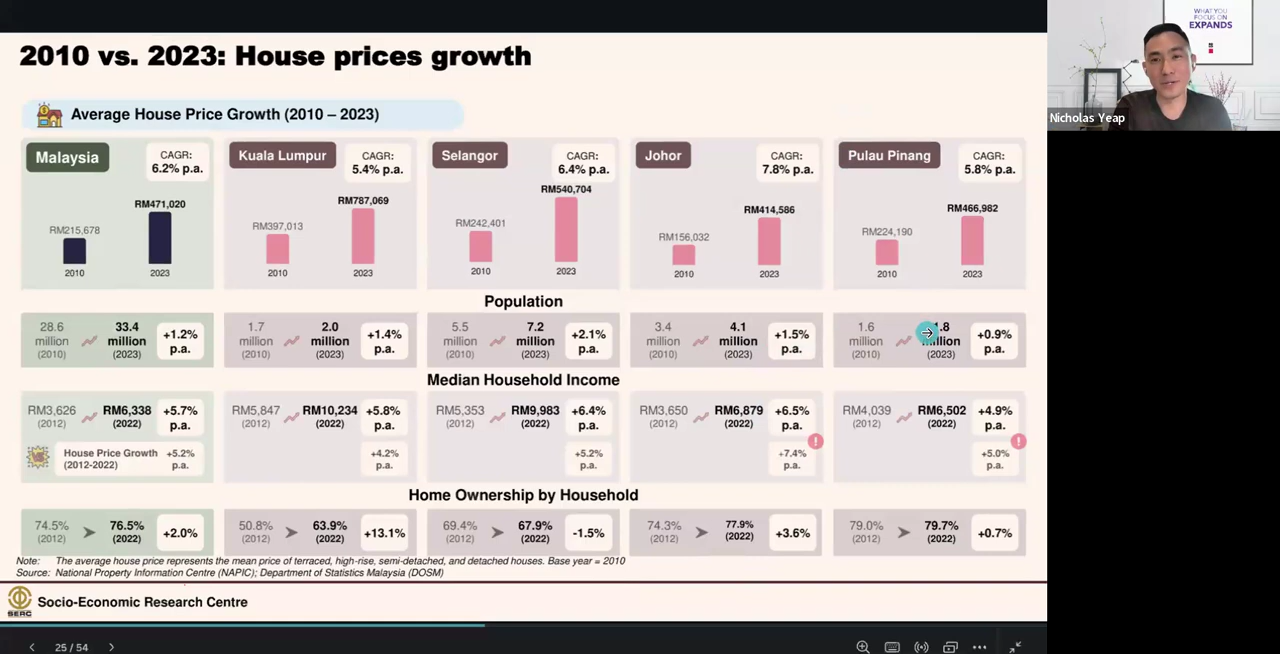 2010 vs. 2023: House prices growth
WHAT YOU
FOCUS ON
EXPANDS
Nicholas Yeap
Average House Price Growth (2010 – 2023)
Malaysia
CAGR:
6.2% p.a.
RM215,678
RM471,020
2010
2023
Kuala Lumpur
CAGR:
5.4% p.a.
RM397,013
RM787,069
2010
2023
Selangor
CAGR:
6.4% p.a.
RM242,401
RM540,704
2010
2023
Johor
CAGR:
7.8% p.a.
RM156,032
RM414,586
2010
2023
Pulau Pinang
CAGR:
5.8% p.a.
RM224,190
RM466,982
2010
2023
Population
28.6
million
(2010)
33.4
million
(2023)
+1.2%
p.a.
1.7
million
(2010)
2.0
million
(2023)
+1.4%
p.a.
5.5
million
(2010)
7.2
million
(2023)
+2.1%
p.a.
3.4
million
(2010)
4.1
million
(2023)
+1.5%
p.a.
1.6
million
(2010)
.8
million
(2023)
+0.9%
p.a.
Median Household Income
RM3,626
(2012)
RM6,338
(2022)
+5.7%
p.a.
RM5,847
(2012)
RM10,234
(2022)
+5.8%
p.a.
RM5,353
(2012)
RM9,983
(2022)
+6.4%
p.a.
RM3,650
(2012)
RM6,879
(2022)
+6.5%
p.a.
RM4,039
(2012)
RM6,502
(2022)
+4.9%
p.a.
VS
House Price Growth
(2012-2022)
+5.2%
p.a.
+4.2%
p.a.
+5.2%
p.a.
!
+7.4%
p.a.
!
+5.0%
p.a.
Home Ownership by Household
74.5%
(2012)
76.5%
(2022)
+2.0%
50.8%
(2012)
63.9%
(2022)
+13.1%
69.4%
(2012)
67.9%
(2022)
-1.5%
74.3%
(2012)
77.9%
(2022)
+3.6%
79.0%
(2012)
79.7%
(2022)
+0.7%
Note: The average house price represents the mean price of terraced, high-rise, semi-detached, and detached houses. Base year = 2010
Source: National Property Information Centre (NAPIC); Department of Statistics Malaysia (DOSM)
SERC
Socio-Economic Research Centre
25 / 54